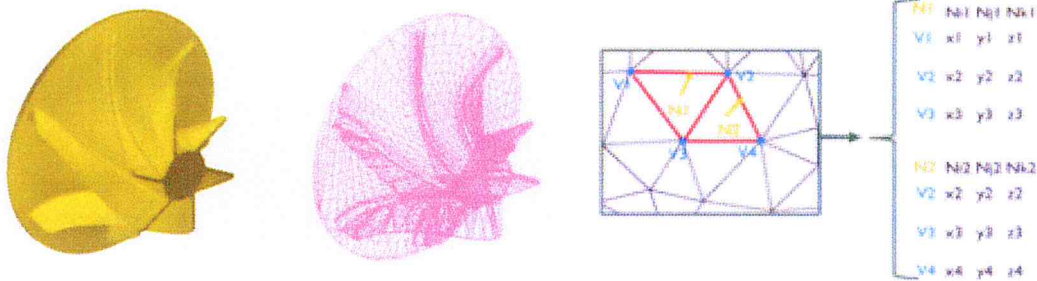 V1 V2
N1
N2
V3 V4
N1 Ni1 Nj1 Nk1
V1 x1 y1 z1
V2 x2 y2 z2
V3 x3 y3 z3
N2 Ni2 Nj2 Nk2
V2 x2 y2 z2
V3 x3 y3 z3
V4 x4 y4 z4